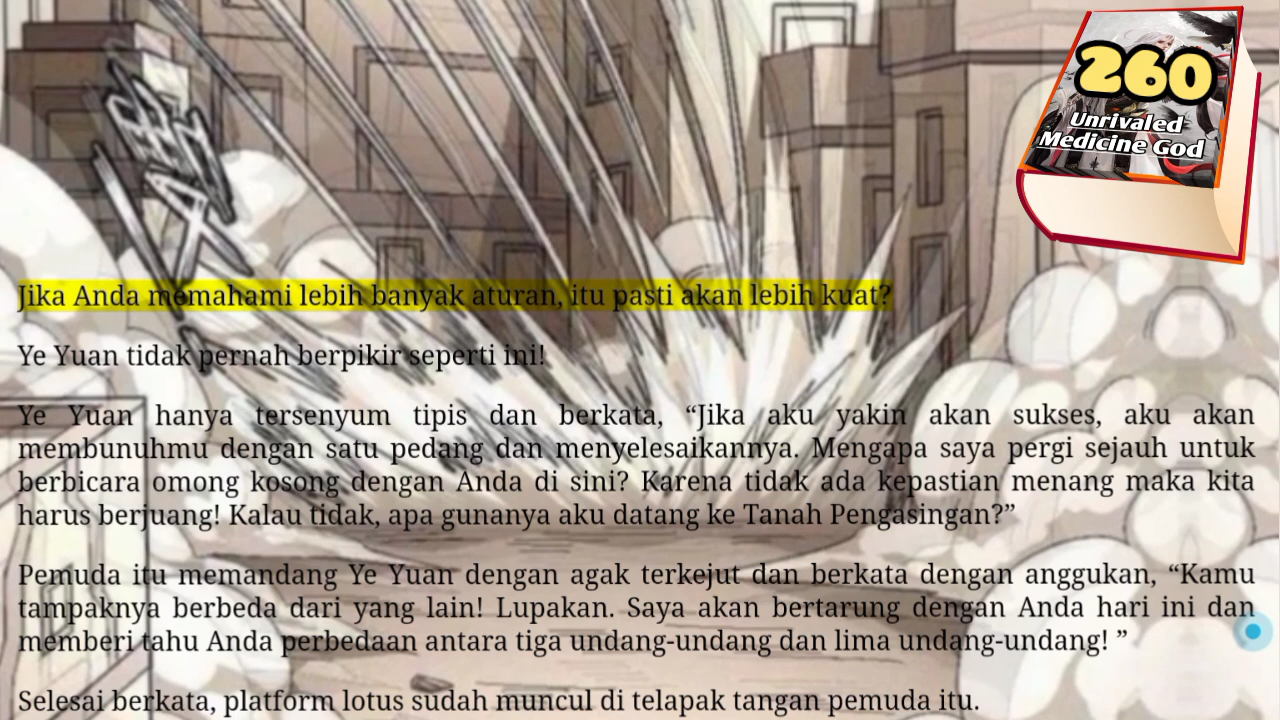 260
Unrivaled
Medicine God
Jika Anda memahami lebih banyak aturan, itu pasti akan lebih kuat?
Ye Yuan tidak pernah berpikir seperti ini!
Ye Yuan hanya tersenyum tipis dan berkata, “Jika aku yakin akan sukses, aku akan
membunuhmu dengan satu pedang dan menyelesaikannya. Mengapa saya pergi sejauh untuk
berbicara omong kosong dengan Anda di sini? Karena tidak ada kepastian menang maka kita
harus berjuang! Kalau tidak, apa gunanya aku datang ke Tanah Pengasingan?”
Pemuda itu memandang Ye Yuan dengan agak terkejut dan berkata dengan anggukan, “Kamu
tampaknya berbeda dari yang lain! Lupakan. Saya akan bertarung dengan Anda hari ini dan
memberi tahu Anda perbedaan antara tiga undang-undang dan lima undang-undang! ”
Selesai berkata, platform lotus sudah muncul di telapak tangan pemuda itu.